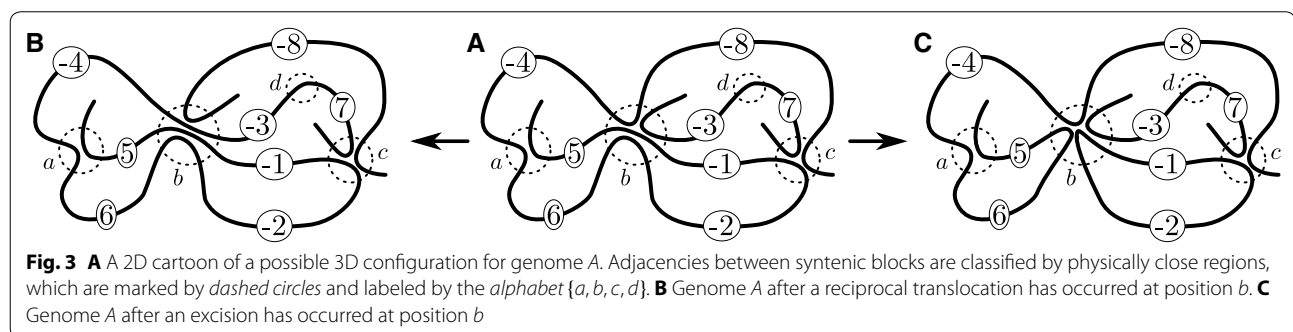 B
-4
-8
d
7
-3
5
a
c
-1
b
6
-2
A
-4
-8
d
7
-3
5
a
c
-1
b
6
-2
C
-4
-8
d
7
-3
5
a
c
-1
b
6
-2
Fig. 3 A A 2D cartoon of a possible 3D configuration for genome A. Adjacencies between syntenic blocks are classified by physically close regions,
which are marked by dashed circles and labeled by the alphabet {a, b, c, d}. B Genome A after a reciprocal translocation has occurred at position b. C
Genome A after an excision has occurred at position b